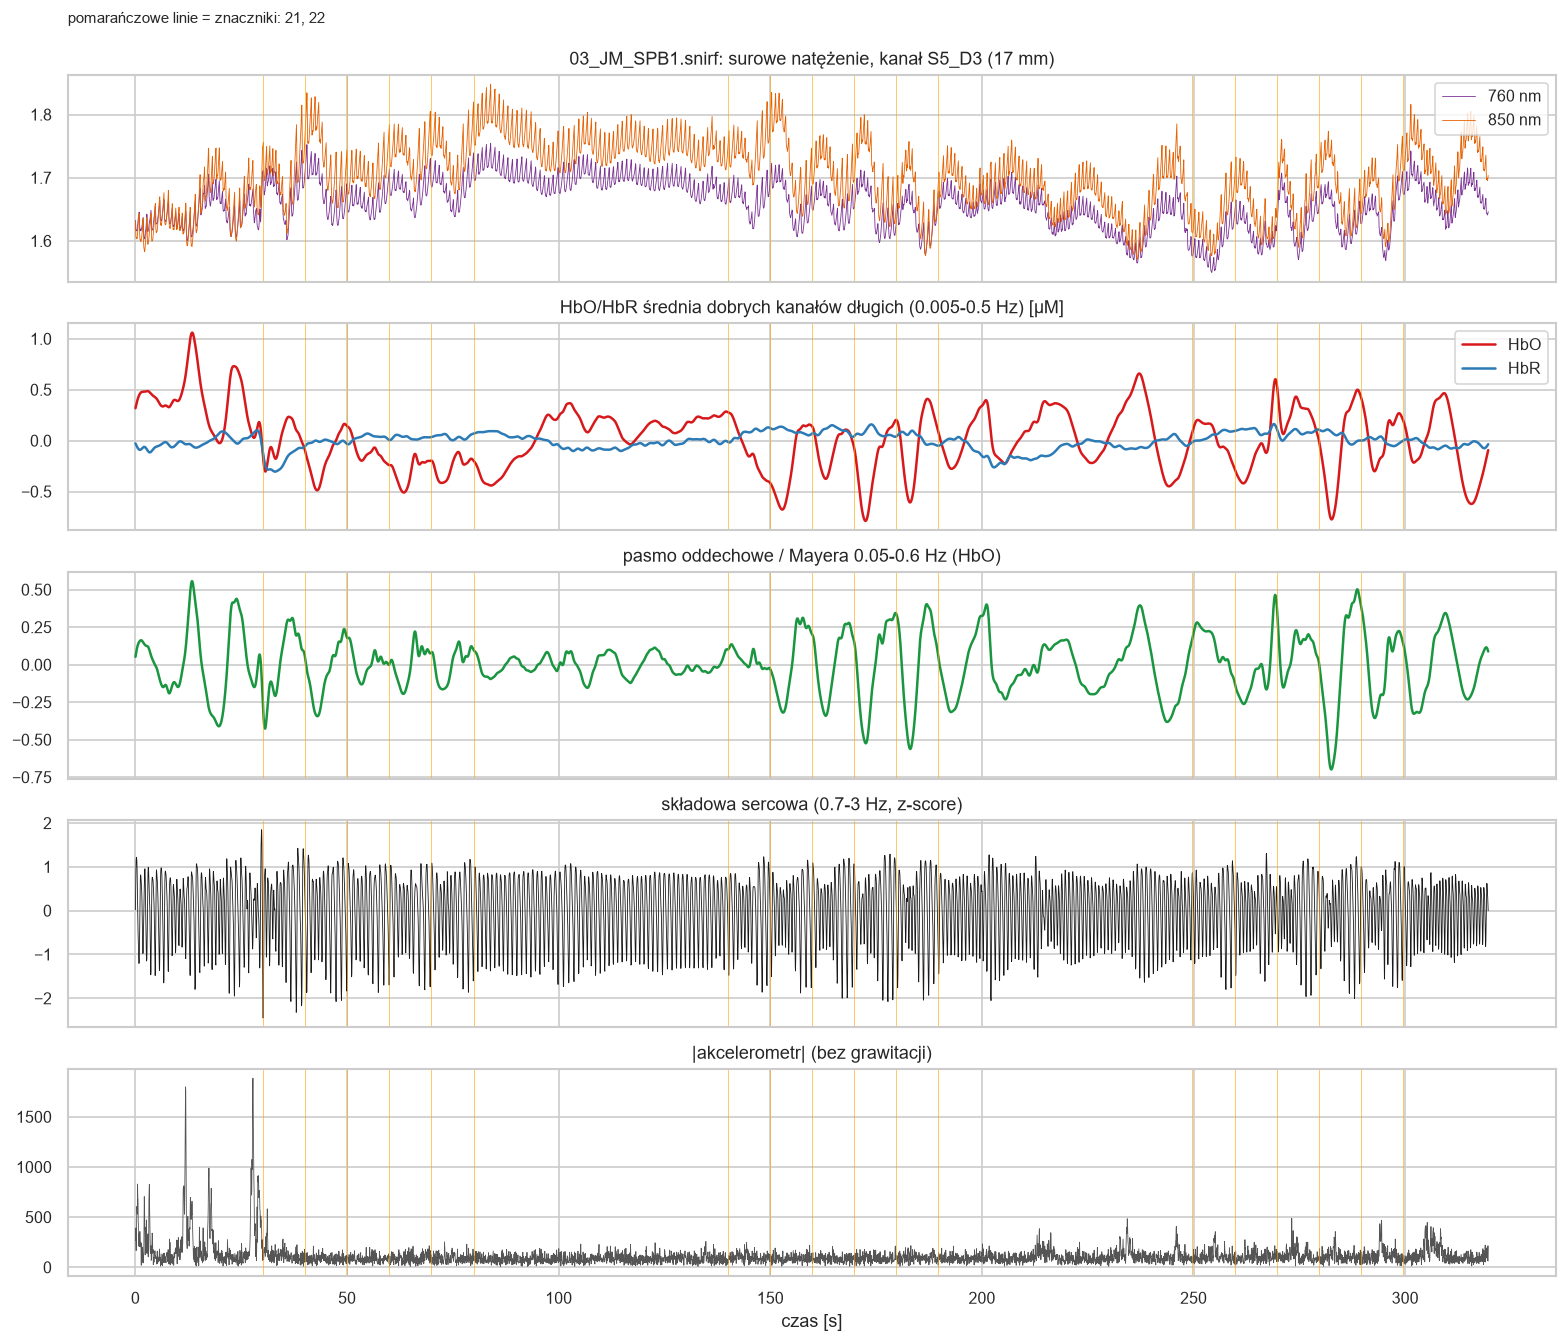 pomarańczowe linie = znaczniki: 21, 22
03_JM_SPB1.snirf: surowe natężenie, kanał S5_D3 (17 mm)
760 nm
850 nm
1.8
1.7
1.6
HbO/HbR średnia dobrych kanałów długich (0.005-0.5 Hz) [µM]
HbO
HbR
1.0
0.5
0.0
−0.5
pasmo oddechowe / Mayera 0.05-0.6 Hz (HbO)
0.50
0.25
0.00
−0.25
−0.50
−0.75
składowa sercowa (0.7-3 Hz, z-score)
2
1
0
−1
−2
|akcelerometr| (bez grawitacji)
1500
1000
500
0
0 50 100 150 200 250 300
czas [s]